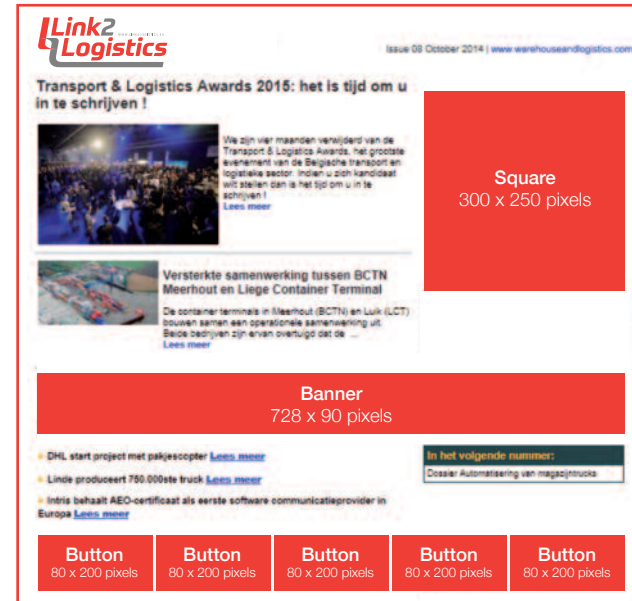 Link2
Logistics
Issue 08 October 2014 | www.warehouseandlogistics.com
Transport & Logistics Awards 2015: het is tijd om u
in te schrijven !
We zijn vier maanden verwijderd van de
Transport & Logistics Awards, het grootste
evenement van de Belgische transport en
logistieke sector. Indien u zich kandidaat
wilt stellen dan is het tijd om u in te
schrijven !
Lees meer
Square
300 x 250 pixels
Versterkte samenwerking tussen BCTN
Meerhout en Liege Container Terminal
De container terminals in Meerhout (BCTN) en Luik (LCT)
bouwen samen een operationele samenwerking uit.
Beide bedrijven zijn ervan overtuigd dat de ...
Lees meer
Banner
728 x 90 pixels
DHL start project met pakjescopter Lees meer
Linde produceert 750.000ste truck Lees meer
Intris behaalt AEO-certificaat als eerste software communicatieprovider in
Europa Lees meer
In het volgende nummer:
Dossier Automatisering van magazijntrucks
Button
80 x 200 pixels
Button
80 x 200 pixels
Button
80 x 200 pixels
Button
80 x 200 pixels
Button
80 x 200 pixels